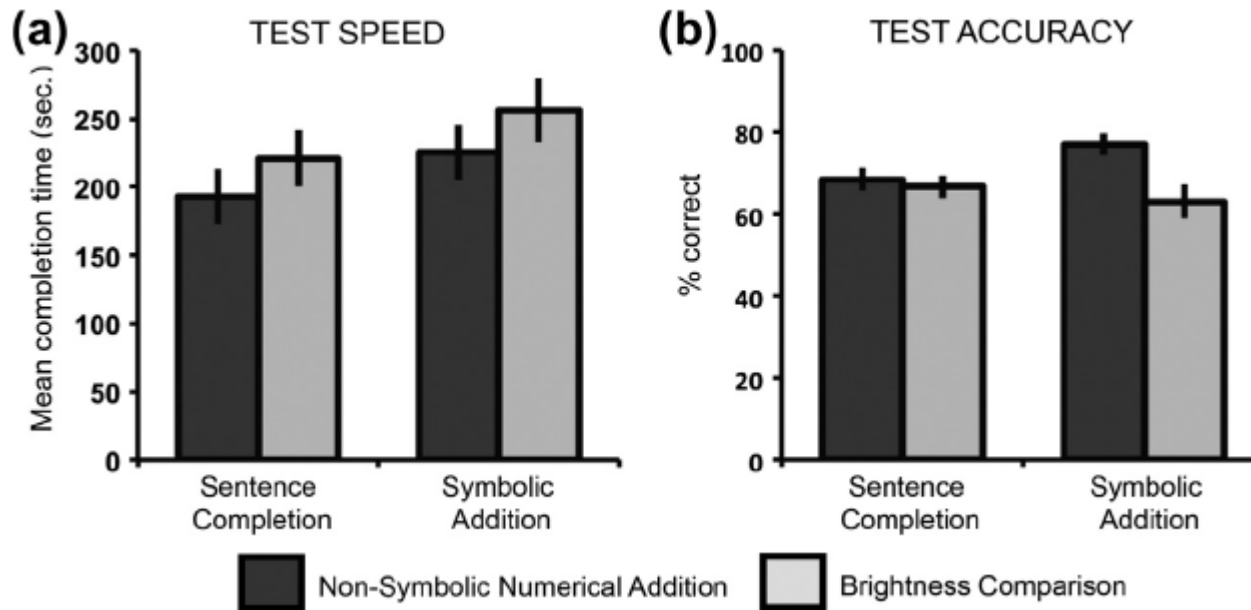 (a) TEST SPEED
Mean completion time (sec.)
300
250
200
150
100
50
0
Sentence Completion
Symbolic Addition
(b) TEST ACCURACY
% correct
100
80
60
40
20
0
Sentence Completion
Symbolic Addition
Non-Symbolic Numerical Addition
Brightness Comparison